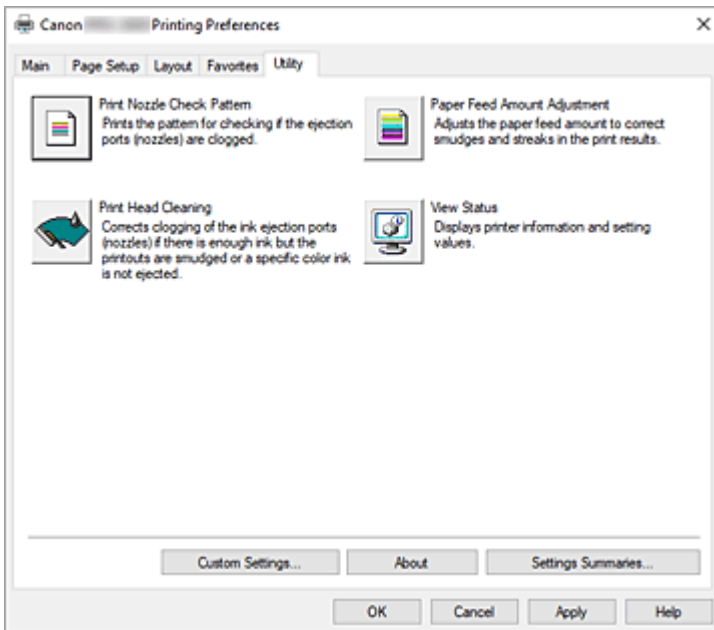 Canon Printing Preferences
Main Page Setup Layout Favorites Utility
Print Nozzle Check Pattern
Prints the pattern for checking if the ejection
ports (nozzles) are clogged.
Paper Feed Amount Adjustment
Adjusts the paper feed amount to correct
smudges and streaks in the print results.
Print Head Cleaning
Corrects clogging of the ink ejection ports
(nozzles) if there is enough ink but the
printouts are smudged or a specific color ink
is not ejected.
View Status
Displays printer information and setting
values.
Custom Settings... About Settings Summaries...
OK Cancel Apply Help